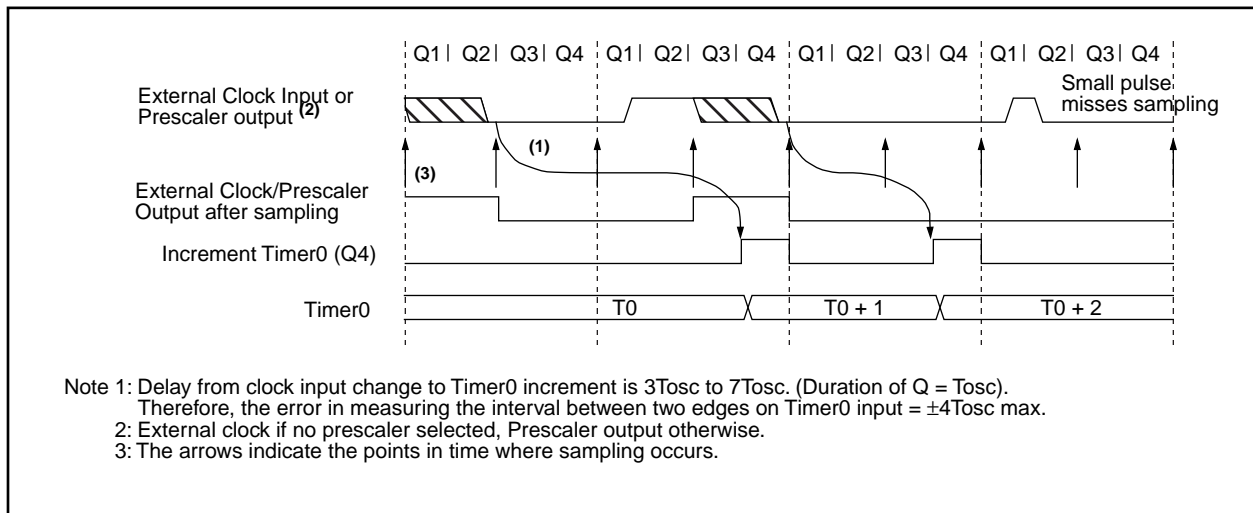 Q1| Q2| Q3| Q4 Q1| Q2| Q3| Q4 Q1| Q2| Q3| Q4 Q1| Q2| Q3| Q4
External Clock Input or
Prescaler output (2)
Small pulse
misses sampling
(1)
(3)
External Clock/Prescaler
Output after sampling
Increment Timer0 (Q4)
Timer0 T0 T0 + 1 T0 + 2
Note 1: Delay from clock input change to Timer0 increment is 3Tosc to 7Tosc. (Duration of Q = Tosc).
Therefore, the error in measuring the interval between two edges on Timer0 input = ±4Tosc max.
2: External clock if no prescaler selected, Prescaler output otherwise.
3: The arrows indicate the points in time where sampling occurs.